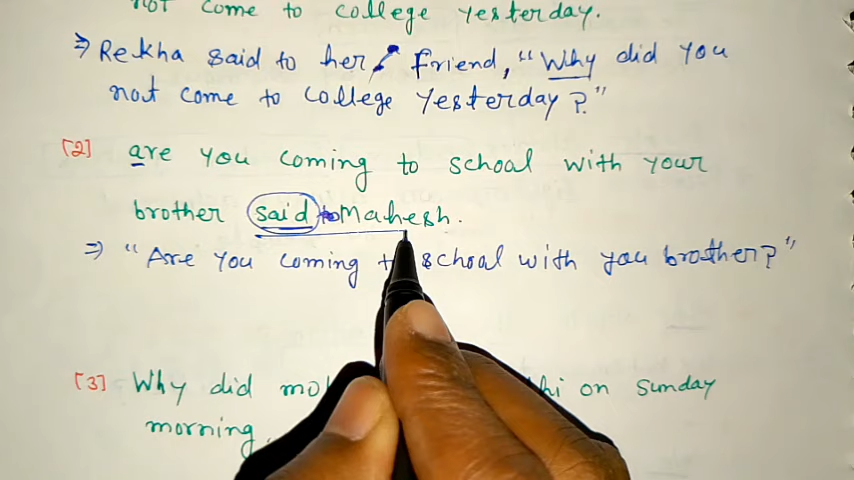 not come to college yesterday.
⇒ Rekha said to her friend, "Why did you
not come to college yesterday?"
[2] are you coming to school with your
brother said to Mahesh.
⇒ "Are you coming to school with you brother?"
[3] Why did on sunday
morning